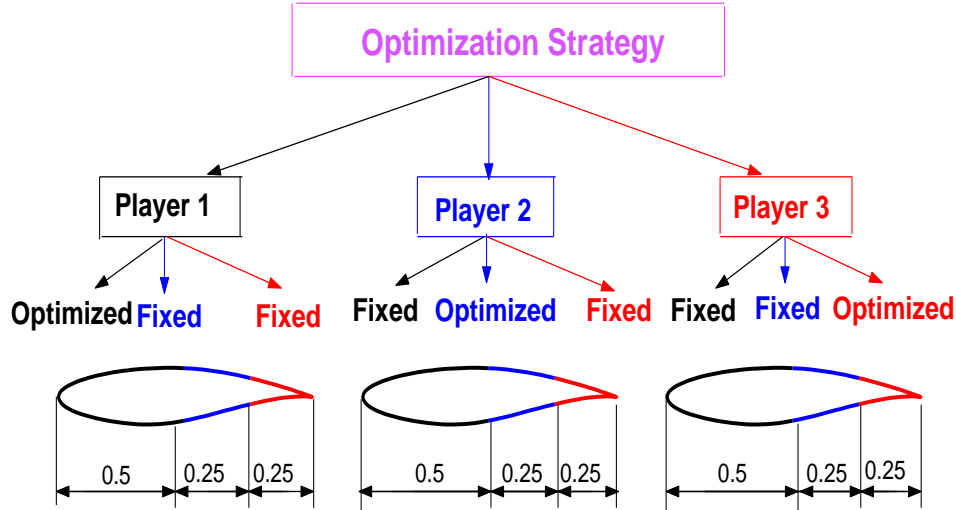 Optimization Strategy
Player 1
Player 2
Player 3
Optimized Fixed Fixed
Fixed Optimized Fixed
Fixed Fixed Optimized
0.5 0.25 0.25
0.5 0.25 0.25
0.5 0.25 0.25